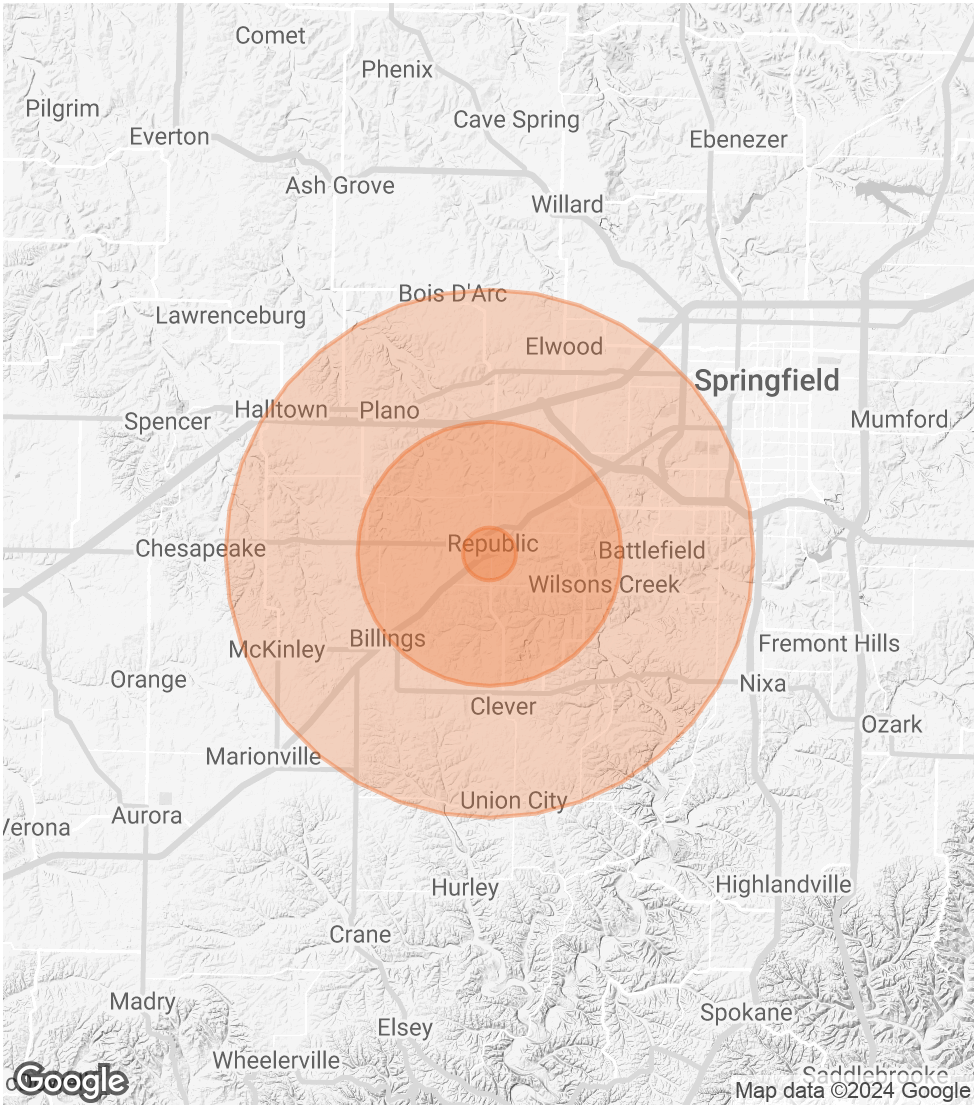 Comet
Phenix
Pilgrim
Cave Spring
Everton
Ebenezer
Ash Grove
Willard
Bois D'Arc
Lawrenceburg
Elwood
Springfield
Halltown
Plano
Spencer
Mumford
Republic
Chesapeake
Battlefield
Wilsons Creek
Billings
McKinley
Fremont Hills
Orange
Nixa
Clever
Ozark
Marionville
Union City
Aurora
Verona
Highlandville
Hurley
Crane
Madry
Spokane
Elsey
Wheelerville
Saddlebrooke
Google
Map data ©2024 Google